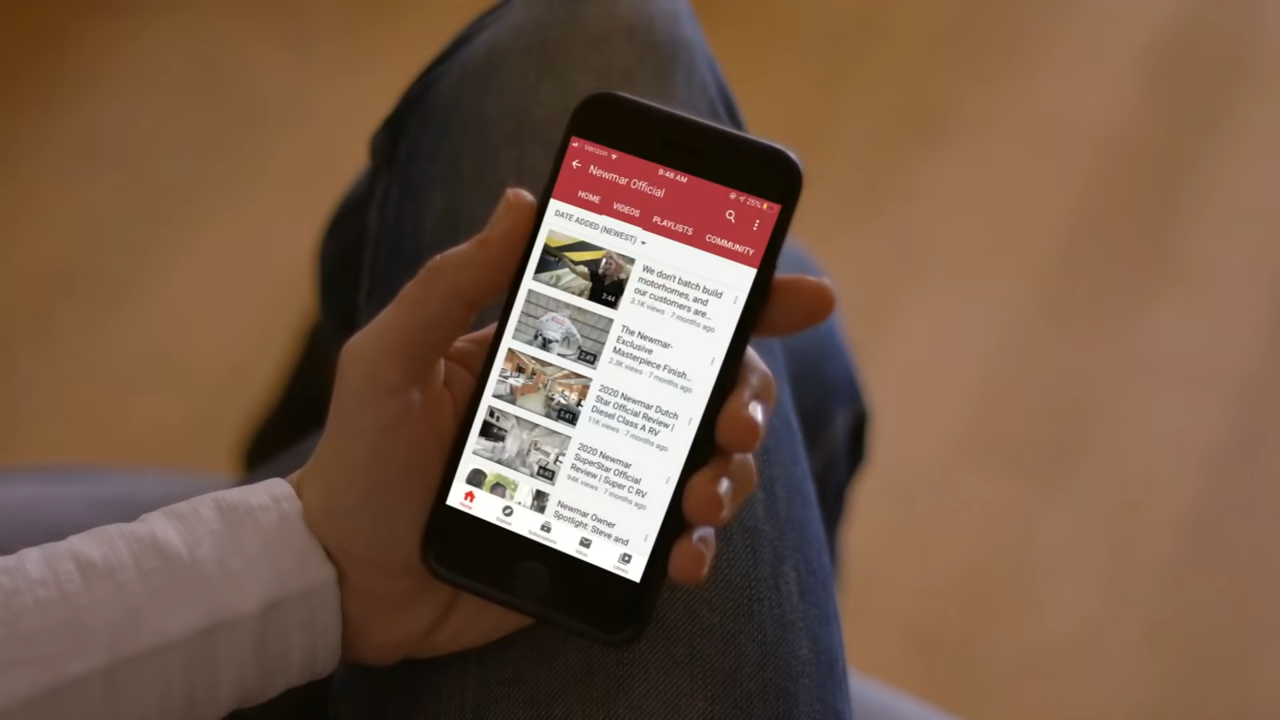 Verizon
9:48 AM
25%
Newmar Official
HOME VIDEOS PLAYLISTS COMMUNITY
DATE ADDED (NEWEST)
3:44
We don't batch build
motorhomes, and
our customers are...
3.1K views · 7 months ago
2:49
The Newmar-
Exclusive
Masterpiece Finish...
2.3K views · 7 months ago
5:41
2020 Newmar Dutch
Star Official Review |
Diesel Class A RV
11K views · 7 months ago
2020 Newmar
SuperStar Official
Review | Super C RV
94K views · 7 months ago
Newmar Owner
Spotlight: Steve and
Home Explore Subscriptions Inbox Library